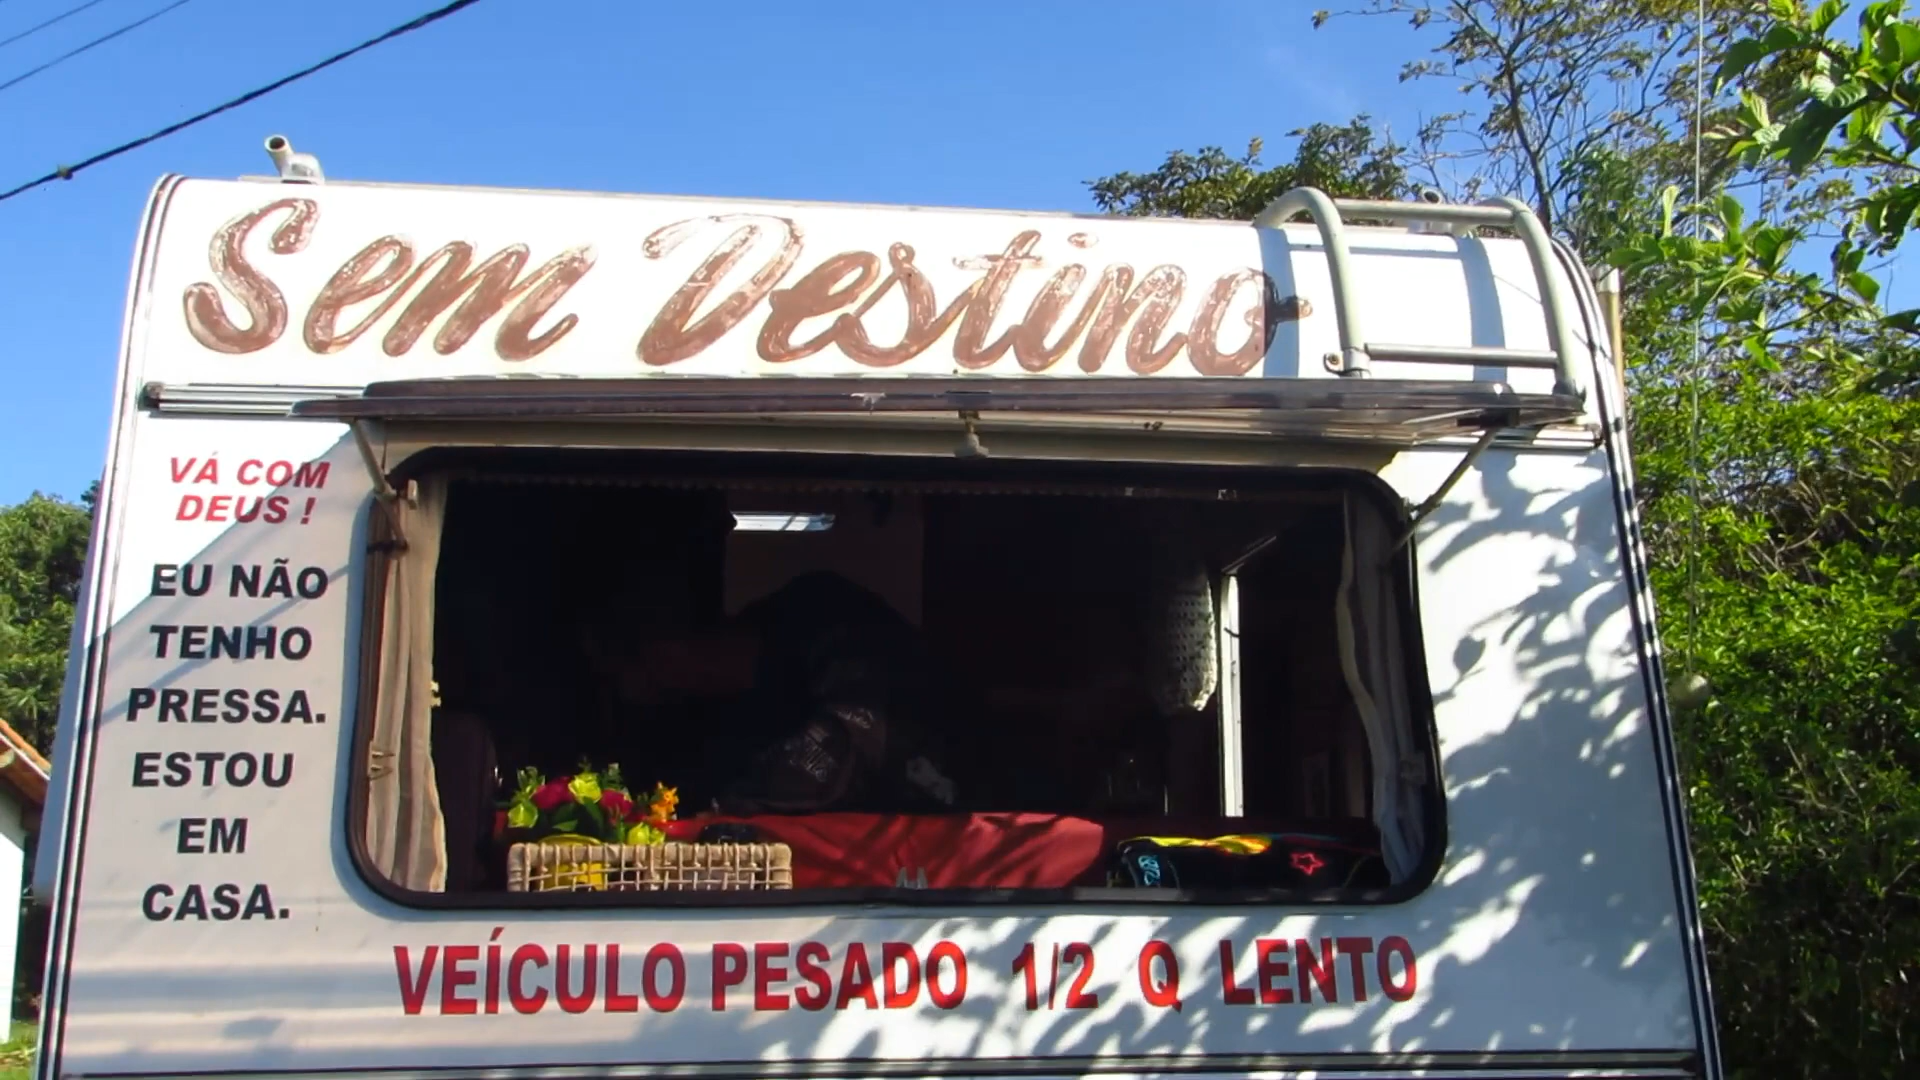 Sem Destino
VÁ COM
DEUS !
EU NÃO
TENHO
PRESSA.
ESTOU
EM
CASA.
VEÍCULO PESADO 1/2 Q LENTO